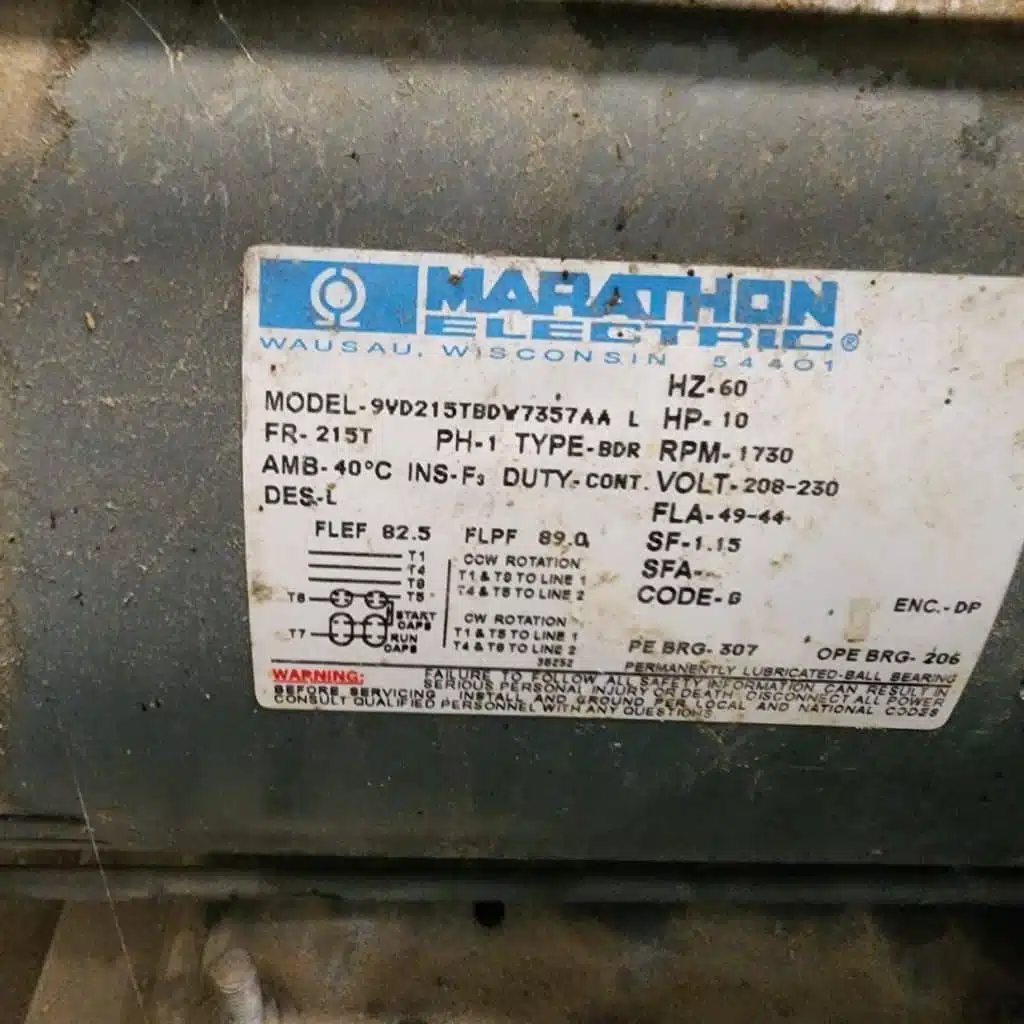 MARATHON
ELECTRIC®
WAUSAU, WISCONSIN 54401
HZ-60
MODEL-9VD215TBDW7357AA L HP-10
FR-215T PH-1 TYPE-BDR RPM-1730
AMB-40°C INS-F3 DUTY-CONT. VOLT-208-230
DES-L FLA-49-44
FLEF 82.5 FLPF 89.0 SF-1.15
SFA-
CODE-G ENC.-DP
T1
T4
T8
T5
T6
START
CAPS
T7
RUN
CAPS
CCW ROTATION
T1 & T8 TO LINE 1
T4 & T5 TO LINE 2
CW ROTATION
T1 & T5 TO LINE 1
T4 & T8 TO LINE 2
38252
PE BRG-307 OPE BRG-206
PERMANENTLY LUBRICATED-BALL BEARING
WARNING: FAILURE TO FOLLOW ALL SAFETY INFORMATION CAN RESULT IN
SERIOUS PERSONAL INJURY OR DEATH. DISCONNECT ALL POWER
BEFORE SERVICING. INSTALL AND GROUND PER LOCAL AND NATIONAL CODES
CONSULT QUALIFIED PERSONNEL WITH ANY QUESTIONS